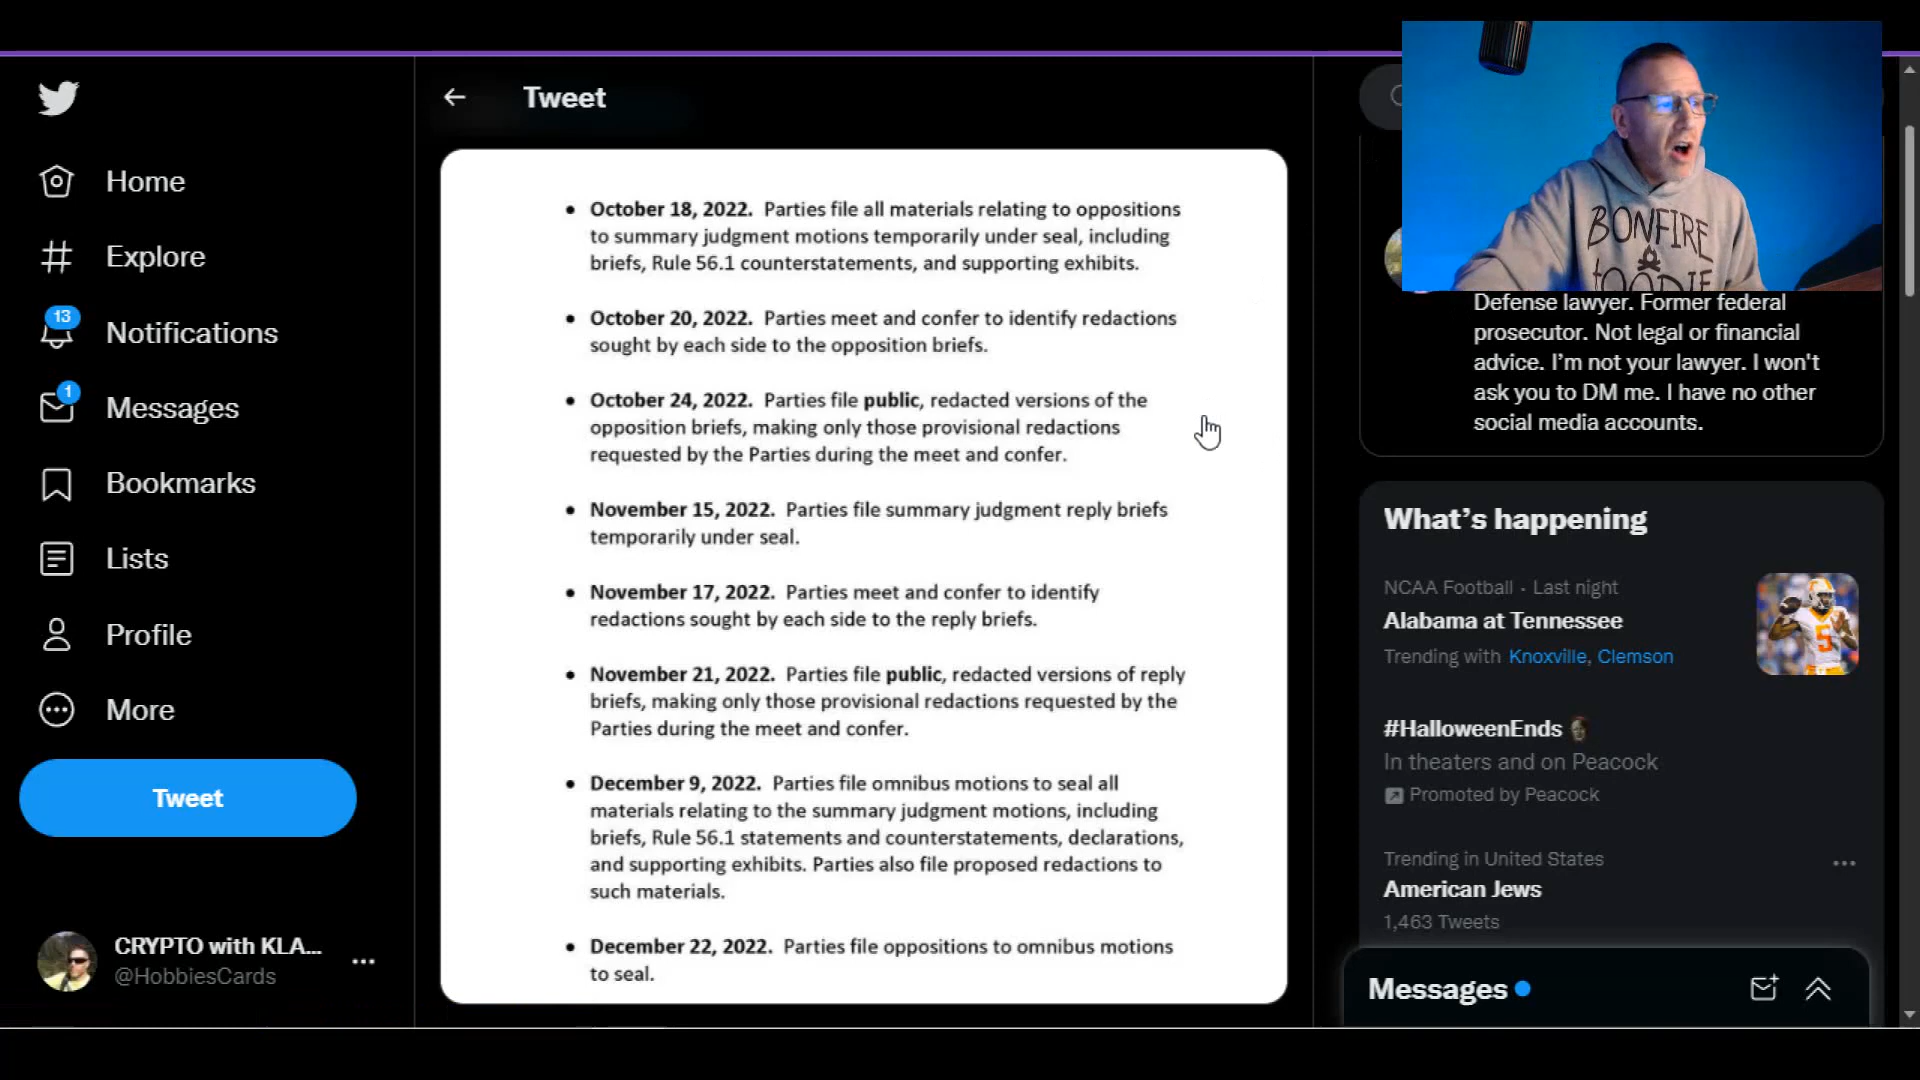 Home
Explore
13
Notifications
1
Messages
Bookmarks
Lists
Profile
More
Tweet
CRYPTO with KLA...
@HobbiesCards
Tweet
October 18, 2022. Parties file all materials relating to oppositions
to summary judgment motions temporarily under seal, including
briefs, Rule 56.1 counterstatements, and supporting exhibits.
October 20, 2022. Parties meet and confer to identify redactions
sought by each side to the opposition briefs.
October 24, 2022. Parties file public, redacted versions of the
opposition briefs, making only those provisional redactions
requested by the Parties during the meet and confer.
November 15, 2022. Parties file summary judgment reply briefs
temporarily under seal.
November 17, 2022. Parties meet and confer to identify
redactions sought by each side to the reply briefs.
November 21, 2022. Parties file public, redacted versions of reply
briefs, making only those provisional redactions requested by the
Parties during the meet and confer.
December 9, 2022. Parties file omnibus motions to seal all
materials relating to the summary judgment motions, including
briefs, Rule 56.1 statements and counterstatements, declarations,
and supporting exhibits. Parties also file proposed redactions to
such materials.
December 22, 2022. Parties file oppositions to omnibus motions
to seal.
BONFIRE
HOODIE
Defense lawyer. Former federal
prosecutor. Not legal or financial
advice. I'm not your lawyer. I won't
ask you to DM me. I have no other
social media accounts.
What's happening
NCAA Football · Last night
Alabama at Tennessee
Trending with Knoxville, Clemson
5
#HalloweenEnds
In theaters and on Peacock
Promoted by Peacock
Trending in United States
American Jews
1,463 Tweets
Messages